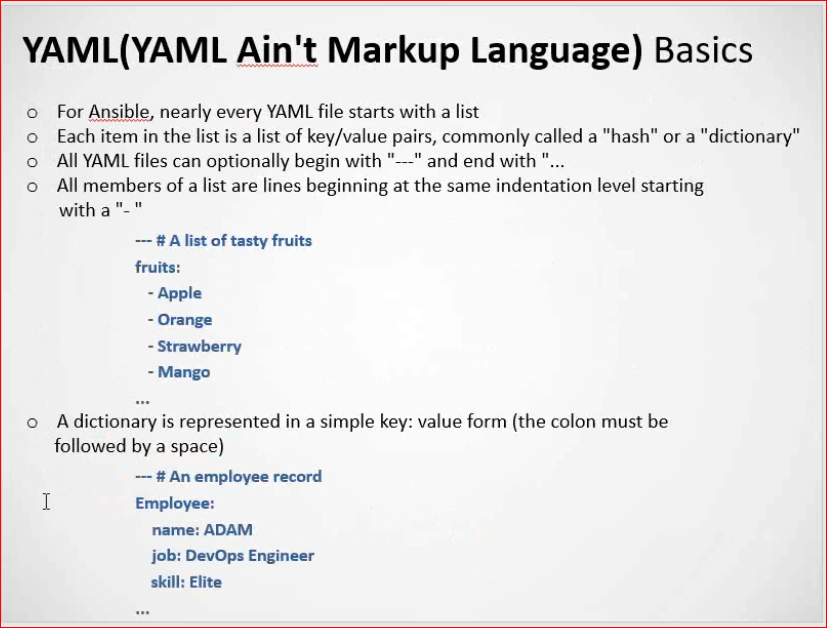 YAML(YAML Ain't Markup Language) Basics
o For Ansible, nearly every YAML file starts with a list
o Each item in the list is a list of key/value pairs, commonly called a "hash" or a "dictionary"
o All YAML files can optionally begin with "---" and end with "...
o All members of a list are lines beginning at the same indentation level starting
with a "- "
--- # A list of tasty fruits
fruits:
- Apple
- Orange
- Strawberry
- Mango
...
o A dictionary is represented in a simple key: value form (the colon must be
followed by a space)
--- # An employee record
Employee:
name: ADAM
job: DevOps Engineer
skill: Elite
...